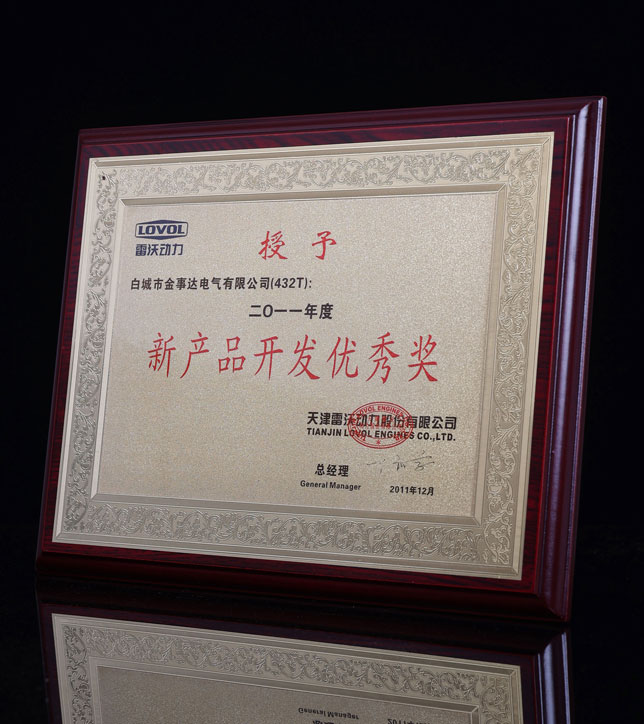 LOVOL
雷沃动力
授予
白城市金事达电气有限公司(432T):
二O一一年度
新产品开发优秀奖
天津雷沃动力股份有限公司
TIANJIN LOVOL ENGINES CO.,LTD.
总经理
General Manager
2011年12月